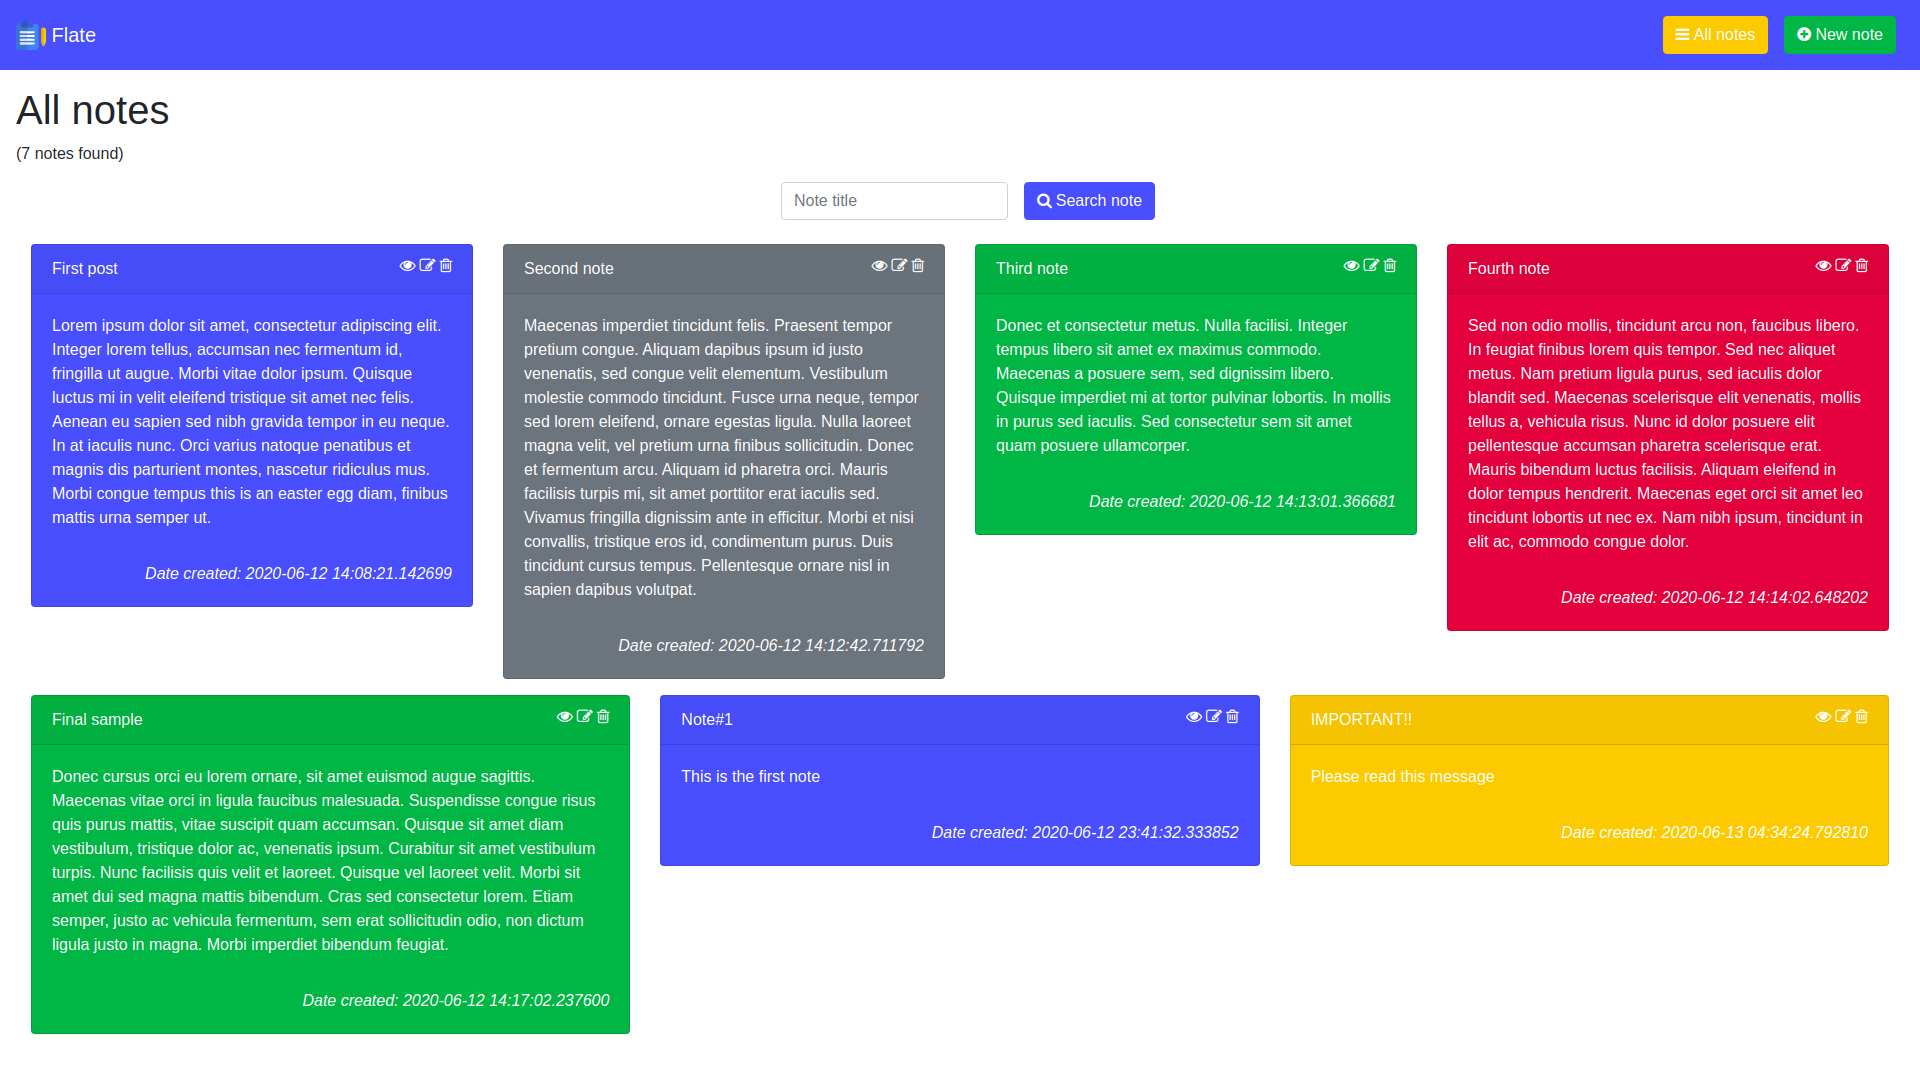 Flate
All notes
New note
All notes
(7 notes found)
Note title
Search note
First post
Lorem ipsum dolor sit amet, consectetur adipiscing elit.
Integer lorem tellus, accumsan nec fermentum id,
fringilla ut augue. Morbi vitae dolor ipsum. Quisque
luctus mi in velit eleifend tristique sit amet nec felis.
Aenean eu sapien sed nibh gravida tempor in eu neque.
In at iaculis nunc. Orci varius natoque penatibus et
magnis dis parturient montes, nascetur ridiculus mus.
Morbi congue tempus this is an easter egg diam, finibus
mattis urna semper ut.
Date created: 2020-06-12 14:08:21.142699
Second note
Maecenas imperdiet tincidunt felis. Praesent tempor
pretium congue. Aliquam dapibus ipsum id justo
venenatis, sed congue velit elementum. Vestibulum
molestie commodo tincidunt. Fusce urna neque, tempor
sed lorem eleifend, ornare egestas ligula. Nulla laoreet
magna velit, vel pretium urna finibus sollicitudin. Donec
et fermentum arcu. Aliquam id pharetra orci. Mauris
facilisis turpis mi, sit amet porttitor erat iaculis sed.
Vivamus fringilla dignissim ante in efficitur. Morbi et nisi
convallis, tristique eros id, condimentum purus. Duis
tincidunt cursus tempus. Pellentesque ornare nisl in
sapien dapibus volutpat.
Date created: 2020-06-12 14:12:42.711792
Third note
Donec et consectetur metus. Nulla facilisi. Integer
tempus libero sit amet ex maximus commodo.
Maecenas a posuere sem, sed dignissim libero.
Quisque imperdiet mi at tortor pulvinar lobortis. In mollis
in purus sed iaculis. Sed consectetur sem sit amet
quam posuere ullamcorper.
Date created: 2020-06-12 14:13:01.366681
Fourth note
Sed non odio mollis, tincidunt arcu non, faucibus libero.
In feugiat finibus lorem quis tempor. Sed nec aliquet
metus. Nam pretium ligula purus, sed iaculis dolor
blandit sed. Maecenas scelerisque elit venenatis, mollis
tellus a, vehicula risus. Nunc id dolor posuere elit
pellentesque accumsan pharetra scelerisque erat.
Mauris bibendum luctus facilisis. Aliquam eleifend in
dolor tempus hendrerit. Maecenas eget orci sit amet leo
tincidunt lobortis ut nec ex. Nam nibh ipsum, tincidunt in
elit ac, commodo congue dolor.
Date created: 2020-06-12 14:14:02.648202
Final sample
Donec cursus orci eu lorem ornare, sit amet euismod augue sagittis.
Maecenas vitae orci in ligula faucibus malesuada. Suspendisse congue risus
quis purus mattis, vitae suscipit quam accumsan. Quisque sit amet diam
vestibulum, tristique dolor ac, venenatis ipsum. Curabitur sit amet vestibulum
turpis. Nunc facilisis quis velit et laoreet. Quisque vel laoreet velit. Morbi sit
amet dui sed magna mattis bibendum. Cras sed consectetur lorem. Etiam
semper, justo ac vehicula fermentum, sem erat sollicitudin odio, non dictum
ligula justo in magna. Morbi imperdiet bibendum feugiat.
Date created: 2020-06-12 14:17:02.237600
Note#1
This is the first note
Date created: 2020-06-12 23:41:32.333852
IMPORTANT!!
Please read this message
Date created: 2020-06-13 04:34:24.792810